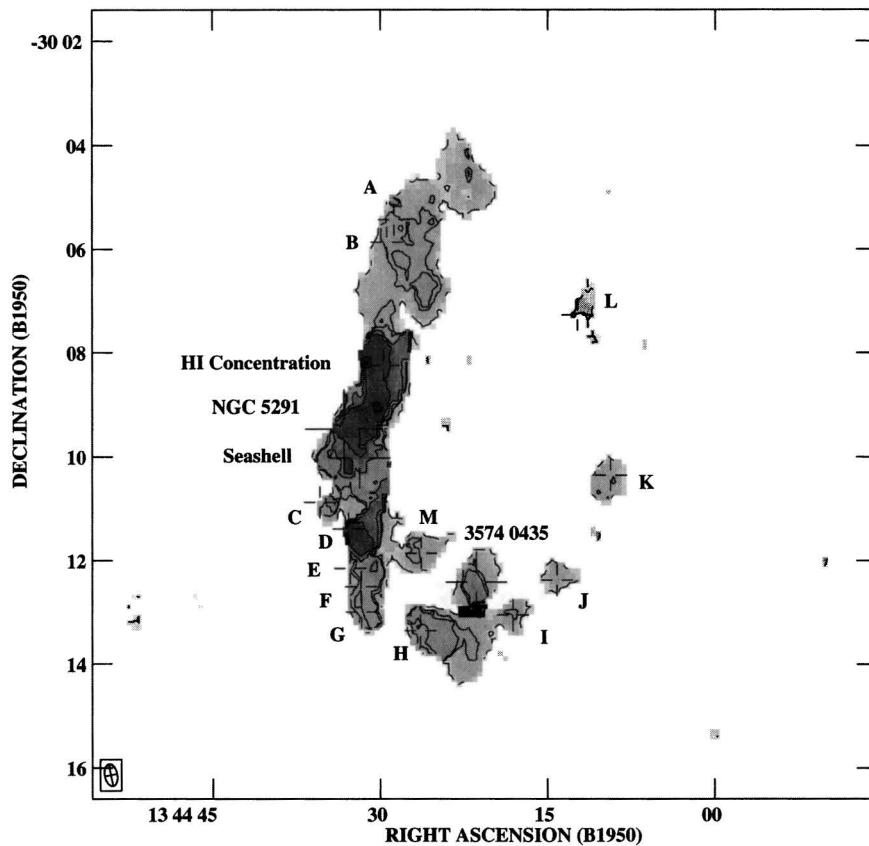 -30 02
04
A
B
06
L
08
HI Concentration
NGC 5291
Seashell
10
K
C
M
3574 0435
D
12
E
J
F
G
I
H
14
16
13 44 45
30
15
00
RIGHT ASCENSION (B1950)
DECLINATION (B1950)